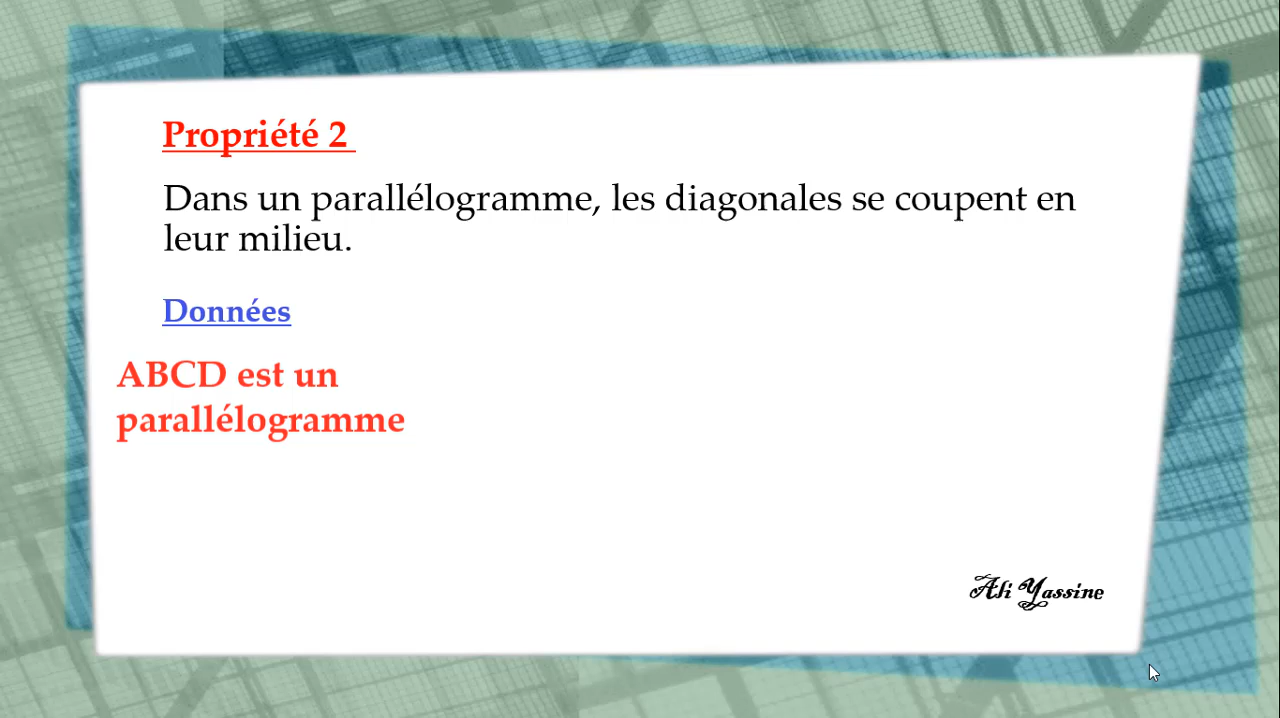 Propriété 2
Dans un parallélogramme, les diagonales se coupent en
leur milieu.
Données
ABCD est un
parallélogramme
Ali Yassine